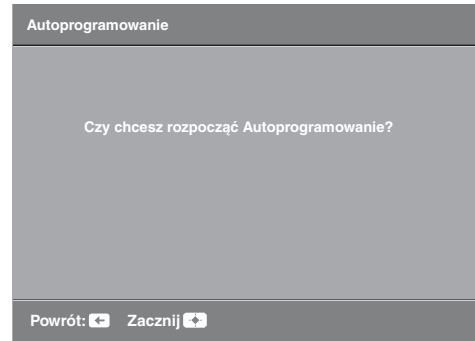 Autoprogramowanie
Czy chcesz rozpocząć Autoprogramowanie?
Powrót: Zacznij